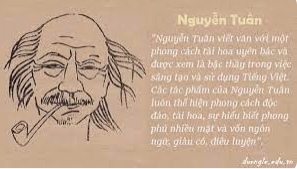 Nguyễn Tuân
"Nguyễn Tuân viết văn với một
phong cách tài hoa uyên bác và
được xem là bậc thầy trong việc
sáng tạo và sử dụng Tiếng Việt.
Các tác phẩm của Nguyễn Tuân
luôn thể hiện phong cách độc
đáo, tài hoa, sự hiểu biết phong
phú nhiều mặt và vốn ngôn
ngữ, giàu có, điêu luyện".
duongle.edu.vn